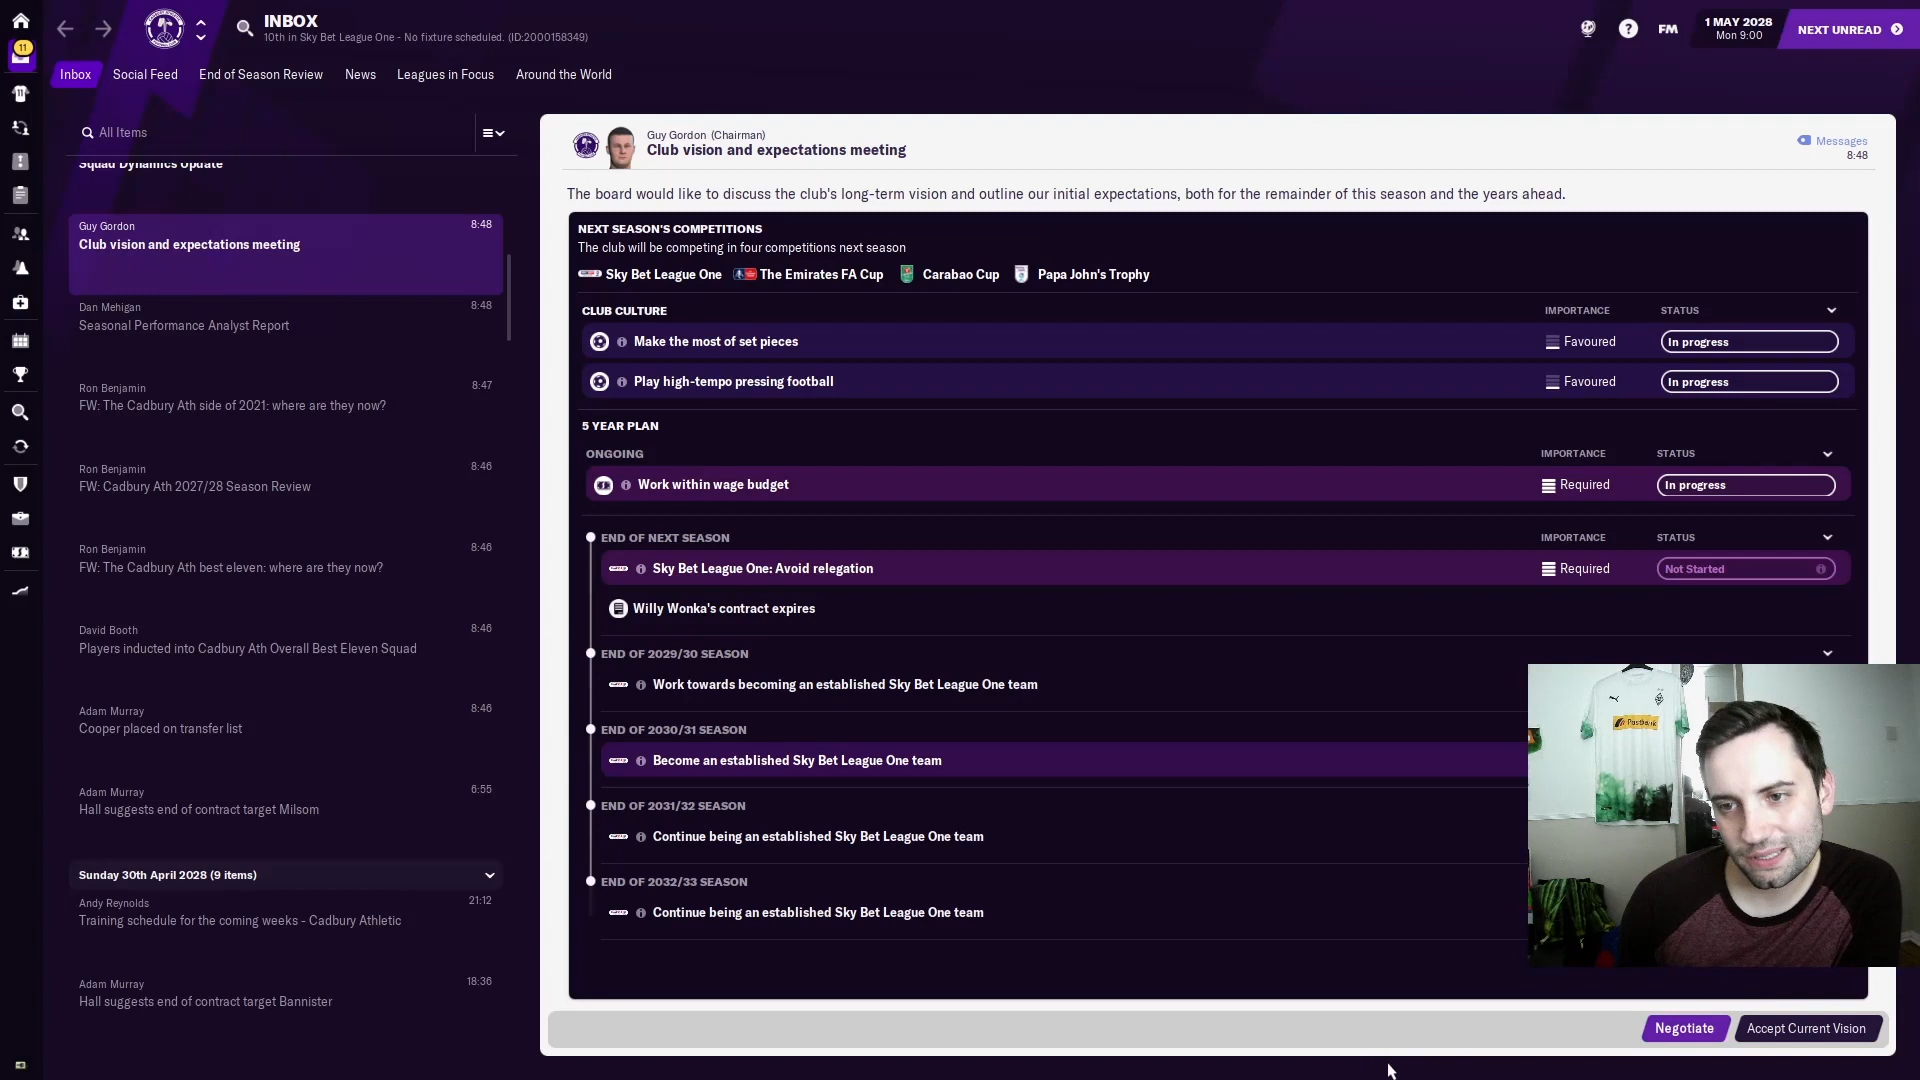 INBOX
10th in Sky Bet League One - No fixture scheduled. (ID:2000158349)
FM
1 MAY 2028
Mon 9:00
NEXT UNREAD
11
Inbox
Social Feed
End of Season Review
News
Leagues in Focus
Around the World
All Items
Squad Dynamics Update
Guy Gordon 8:48
Club vision and expectations meeting
Dan Mehigan 8:48
Seasonal Performance Analyst Report
Ron Benjamin 8:47
FW: The Cadbury Ath side of 2021: where are they now?
Ron Benjamin 8:46
FW: Cadbury Ath 2027/28 Season Review
Ron Benjamin 8:46
FW: The Cadbury Ath best eleven: where are they now?
David Booth 8:46
Players inducted into Cadbury Ath Overall Best Eleven Squad
Adam Murray 8:46
Cooper placed on transfer list
Adam Murray 6:55
Hall suggests end of contract target Milsom
Sunday 30th April 2028 (9 items)
Andy Reynolds 21:12
Training schedule for the coming weeks - Cadbury Athletic
Adam Murray 18:36
Hall suggests end of contract target Bannister
Guy Gordon (Chairman)
Club vision and expectations meeting
Messages
8:48
The board would like to discuss the club's long-term vision and outline our initial expectations, both for the remainder of this season and the years ahead.
NEXT SEASON'S COMPETITIONS
The club will be competing in four competitions next season
Sky Bet League One The Emirates FA Cup Carabao Cup Papa John's Trophy
CLUB CULTURE IMPORTANCE STATUS
Make the most of set pieces Favoured In progress
Play high-tempo pressing football Favoured In progress
5 YEAR PLAN
ONGOING IMPORTANCE STATUS
Work within wage budget Required In progress
END OF NEXT SEASON IMPORTANCE STATUS
Sky Bet League One: Avoid relegation Required Not Started
Willy Wonka's contract expires
END OF 2029/30 SEASON
Work towards becoming an established Sky Bet League One team
END OF 2030/31 SEASON
Become an established Sky Bet League One team
END OF 2031/32 SEASON
Continue being an established Sky Bet League One team
END OF 2032/33 SEASON
Continue being an established Sky Bet League One team
Postbank
Negotiate
Accept Current Vision